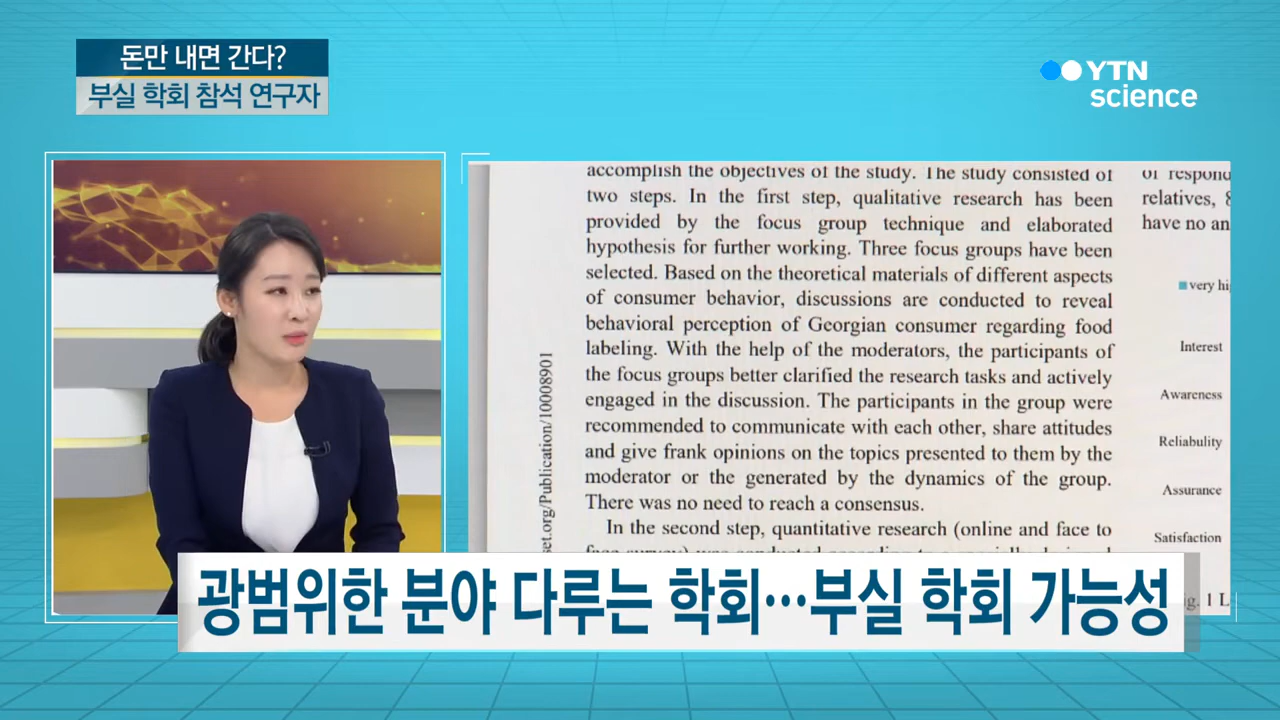 돈만 내면 간다?
부실 학회 참석 연구자
YTN
science
accomplish the objectives of the study. The study consisted of
two steps. In the first step, qualitative research has been
provided by the focus group technique and elaborated
hypothesis for further working. Three focus groups have been
selected. Based on the theoretical materials of different aspects
of consumer behavior, discussions are conducted to reveal
behavioral perception of Georgian consumer regarding food
labeling. With the help of the moderators, the participants of
the focus groups better clarified the research tasks and actively
engaged in the discussion. The participants in the group were
recommended to communicate with each other, share attitudes
and give frank opinions on the topics presented to them by the
moderator or the generated by the dynamics of the group.
There was no need to reach a consensus.
In the second step, quantitative research (online and face to
set.org/Publication/10008901
of respond
relatives, 8
have no an
very hi
Interest
Awareness
Reliability
Assurance
Satisfaction
1 L
광범위한 분야 다루는 학회…부실 학회 가능성